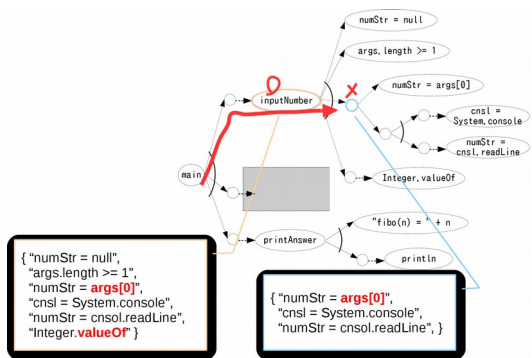 numStr = null
args, length >= 1
inputNumber
numStr = args[0]
cnsl =
System, console
numStr =
cnsl, readLine
main
Integer, valueOf
"fibo(n) = " + n
printAnswer
println
{ “numStr = null”,
“args.length >= 1”,
“numStr = args[0]”,
“cnsl = System.console”,
“numStr = cnsol.readLine”,
“Integer.valueOf” }
{ “numStr = args[0]”,
“cnsl = System.console”,
“numStr = cnsol.readLine”, }